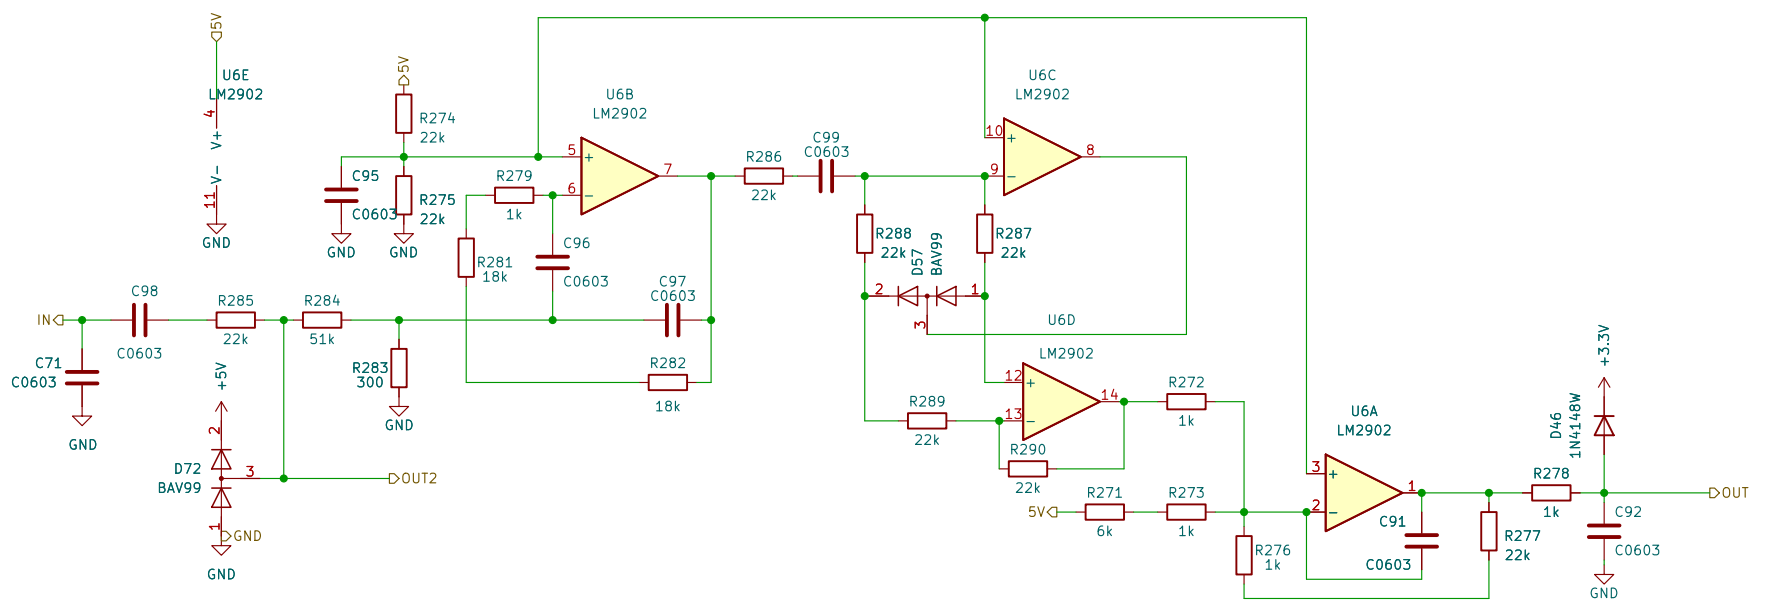 5V
U6E
LM2902
4
V+
V-
11
GND
5V
R274
22k
C95
C0603
R275
22k
GND
GND
U6B
LM2902
5
+
6
-
7
R279
1k
R281
18k
C96
C0603
C97
C0603
R282
18k
R286
22k
C99
C0603
U6C
LM2902
10
+
9
-
8
R288
22k
R287
22k
D57
BAV99
2
1
3
IN
C98
C0603
R285
22k
R284
51k
C71
C0603
GND
R283
300
GND
+5V
2
D72
BAV99
3
1
OUT2
GND
GND
U6D
LM2902
12
+
13
-
14
R289
22k
R290
22k
R272
1k
5V
R271
6k
R273
1k
R276
1k
U6A
LM2902
3
+
2
-
1
C91
C0603
R277
22k
R278
1k
+3.3V
D46
1N4148W
OUT
C92
C0603
GND